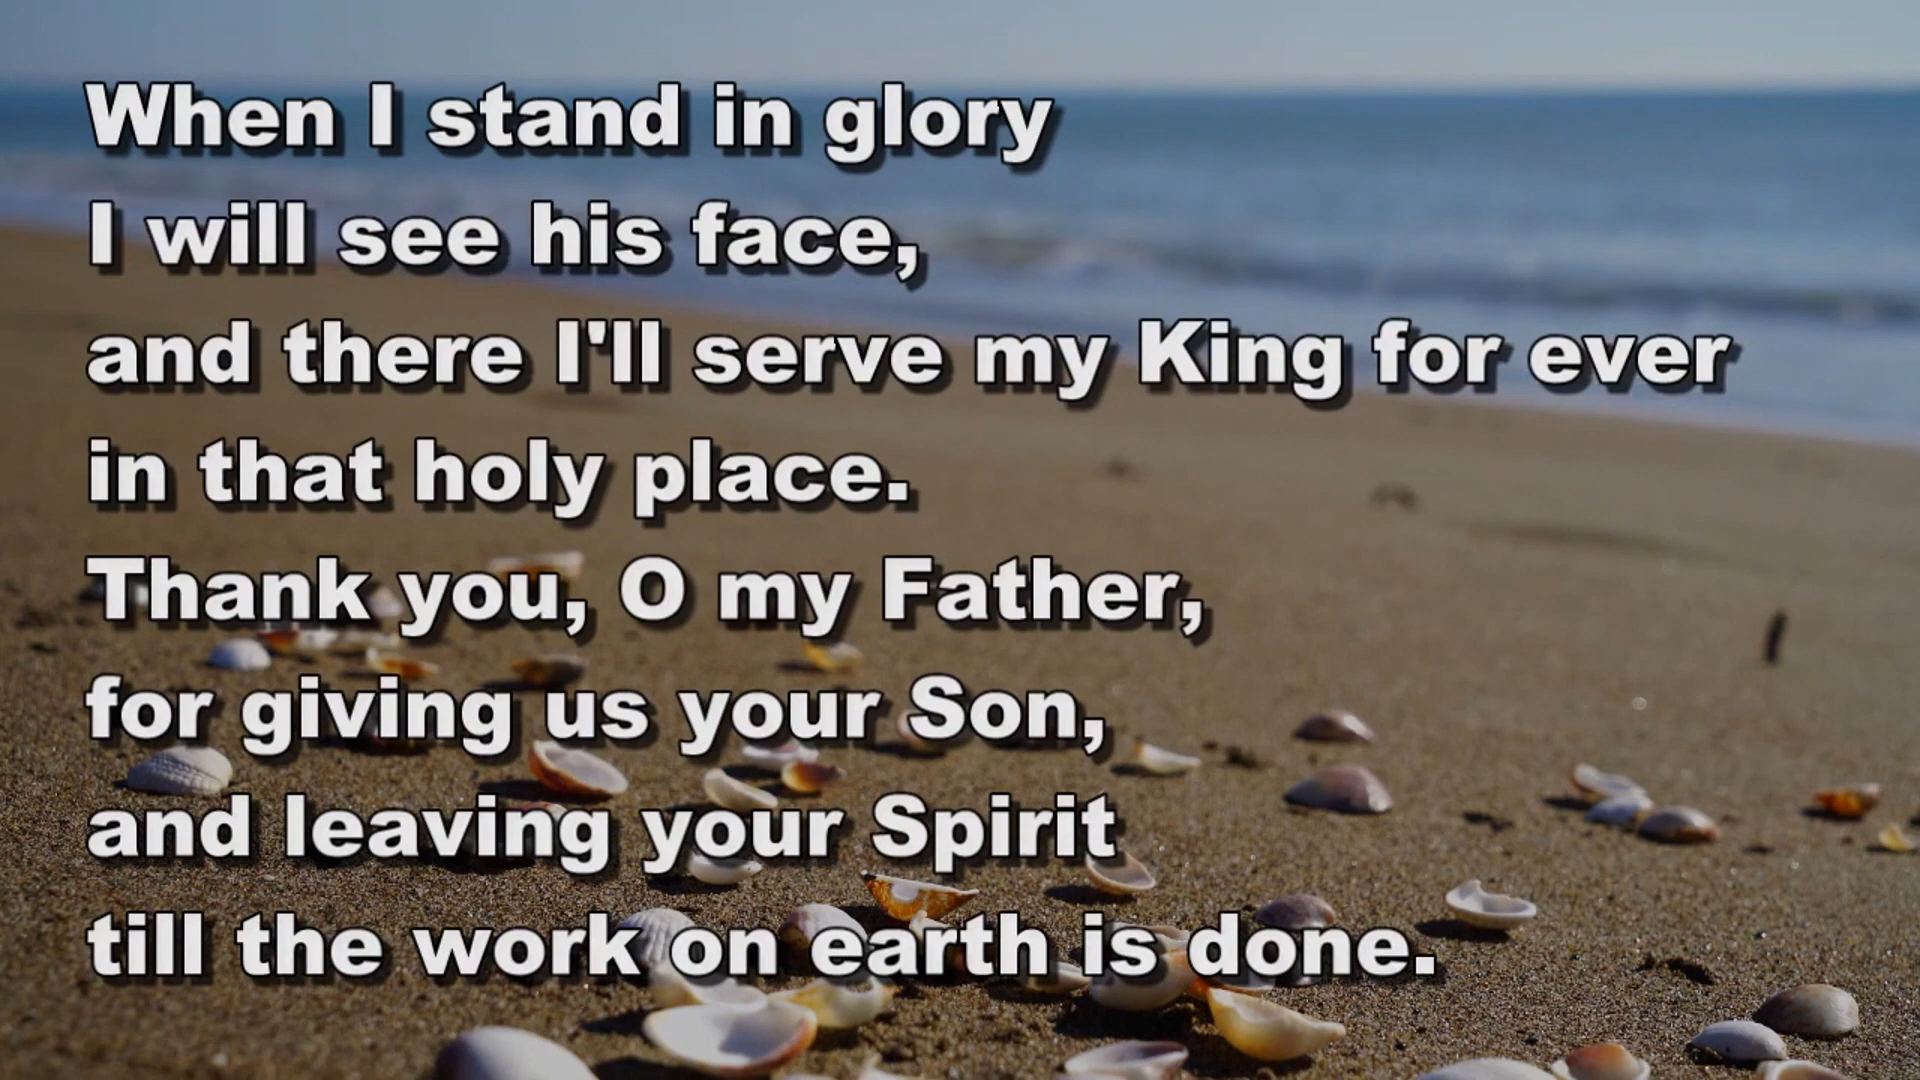 When I stand in glory
I will see his face,
and there I'll serve my King for ever
in that holy place.
Thank you, O my Father,
for giving us your Son,
and leaving your Spirit
till the work on earth is done.